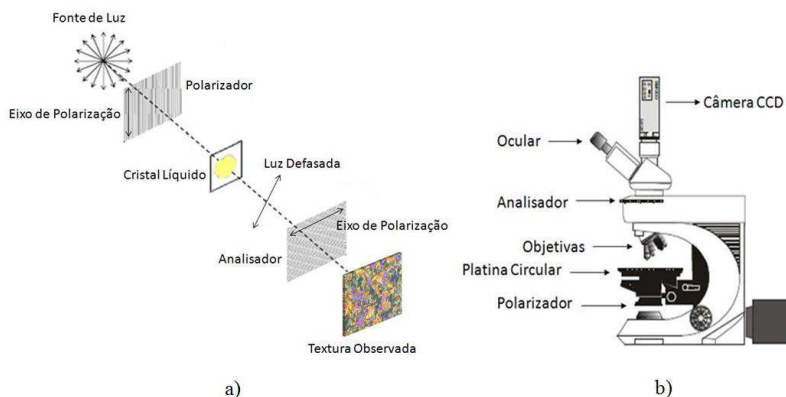 Fonte de Luz
Polarizador
Eixo de Polarização
Cristal Líquido
Luz Defasada
Eixo de Polarização
Analisador
Textura Observada
a)
Câmera CCD
Ocular
Analisador
Objetivas
Platina Circular
Polarizador
b)